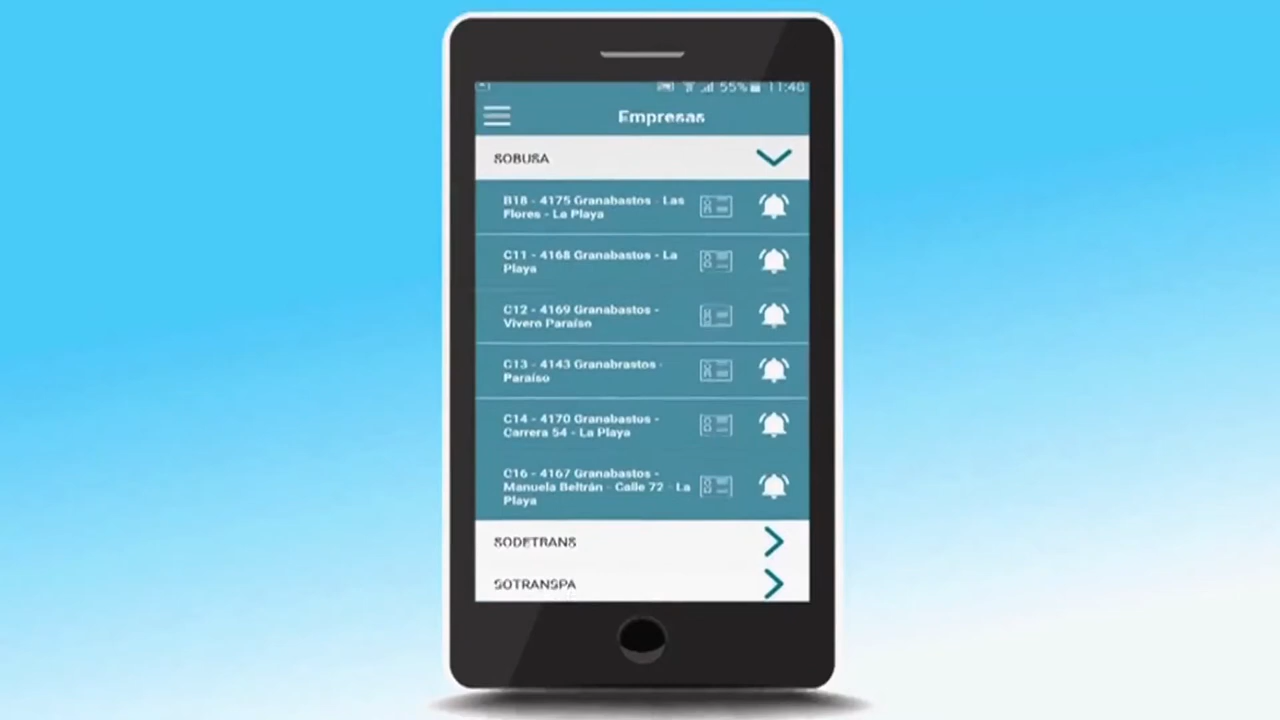 55% 11:48
Empresas
SOBUSA
B18 - 4175 Granabastos - Las
Flores - La Playa
C11 - 4168 Granabastos - La
Playa
C12 - 4169 Granabastos -
Vivero Paraíso
C13 - 4143 Granabrastos -
Paraíso
C14 - 4170 Granabastos -
Carrera 54 - La Playa
C16 - 4167 Granabastos -
Manuela Beltrán - Calle 72 - La
Playa
SODETRANS
SOTRANSPA